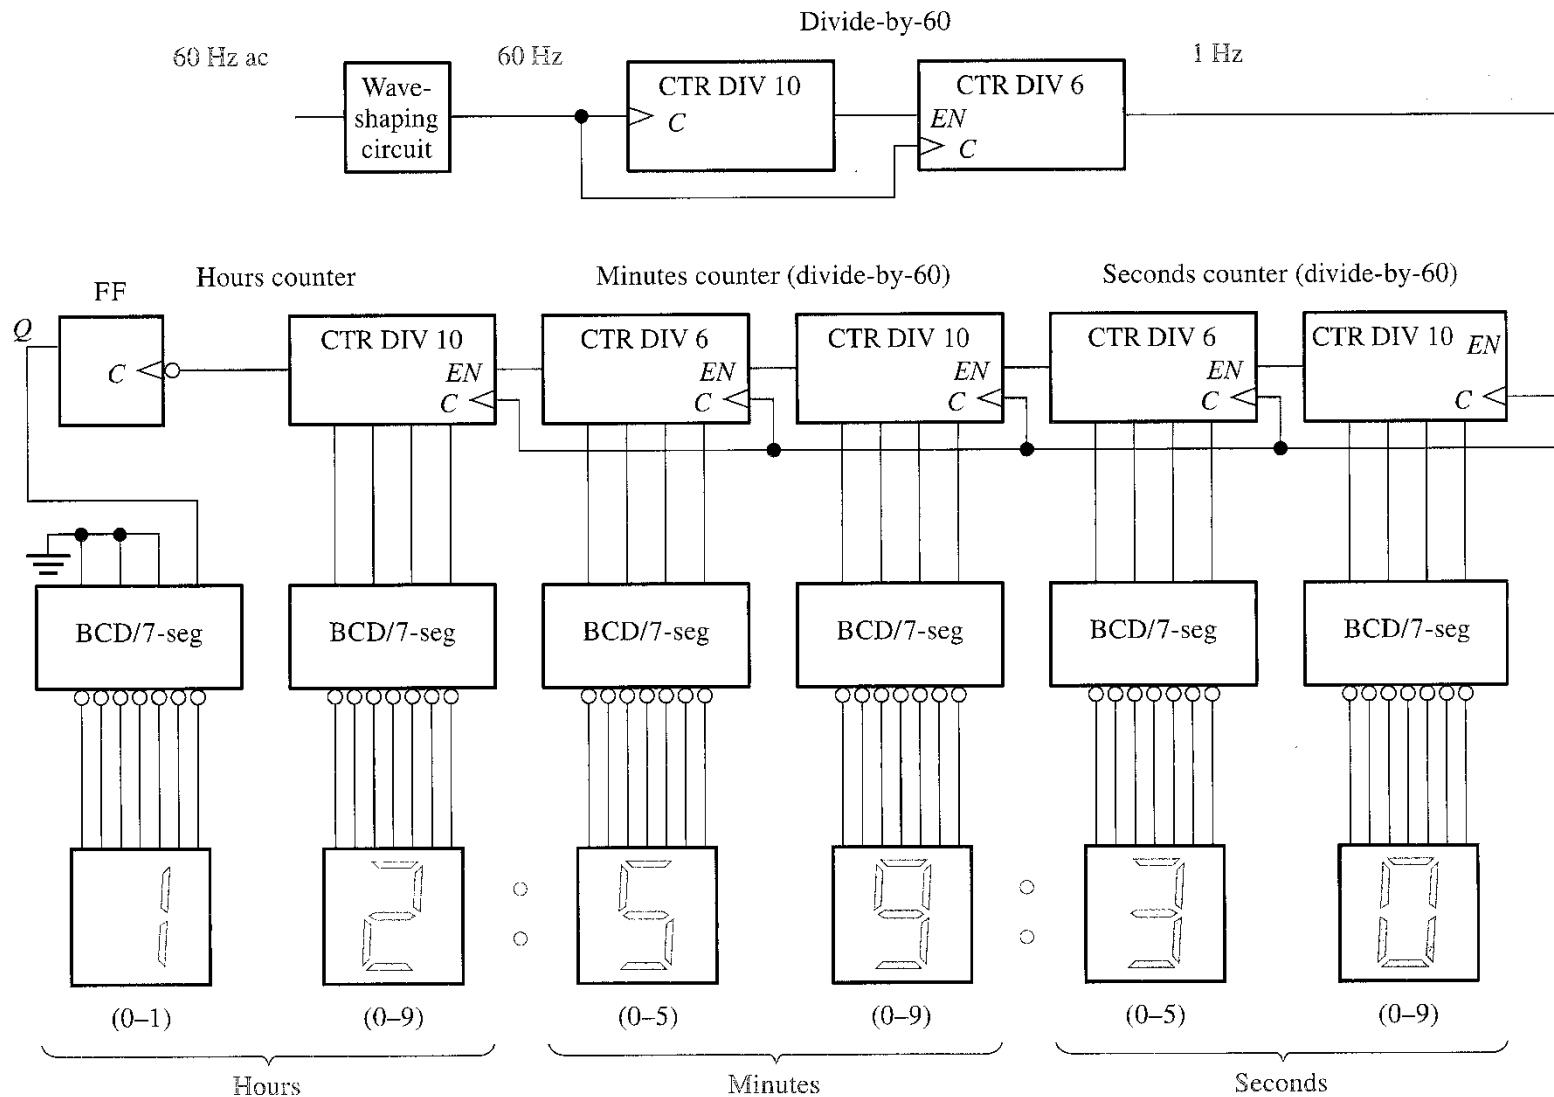 Divide-by-60
60 Hz ac
60 Hz
1 Hz
Wave-
shaping
circuit
CTR DIV 10
C
CTR DIV 6
EN
C
Hours counter
Minutes counter (divide-by-60)
Seconds counter (divide-by-60)
FF
Q
C
CTR DIV 10
EN
C
CTR DIV 6
EN
C
CTR DIV 10
EN
C
CTR DIV 6
EN
C
CTR DIV 10
EN
C
BCD/7-seg
BCD/7-seg
BCD/7-seg
BCD/7-seg
BCD/7-seg
BCD/7-seg
1 2 : 5 9 : 3 0
(0–1)
(0–9)
(0–5)
(0–9)
(0–5)
(0–9)
Hours
Minutes
Seconds